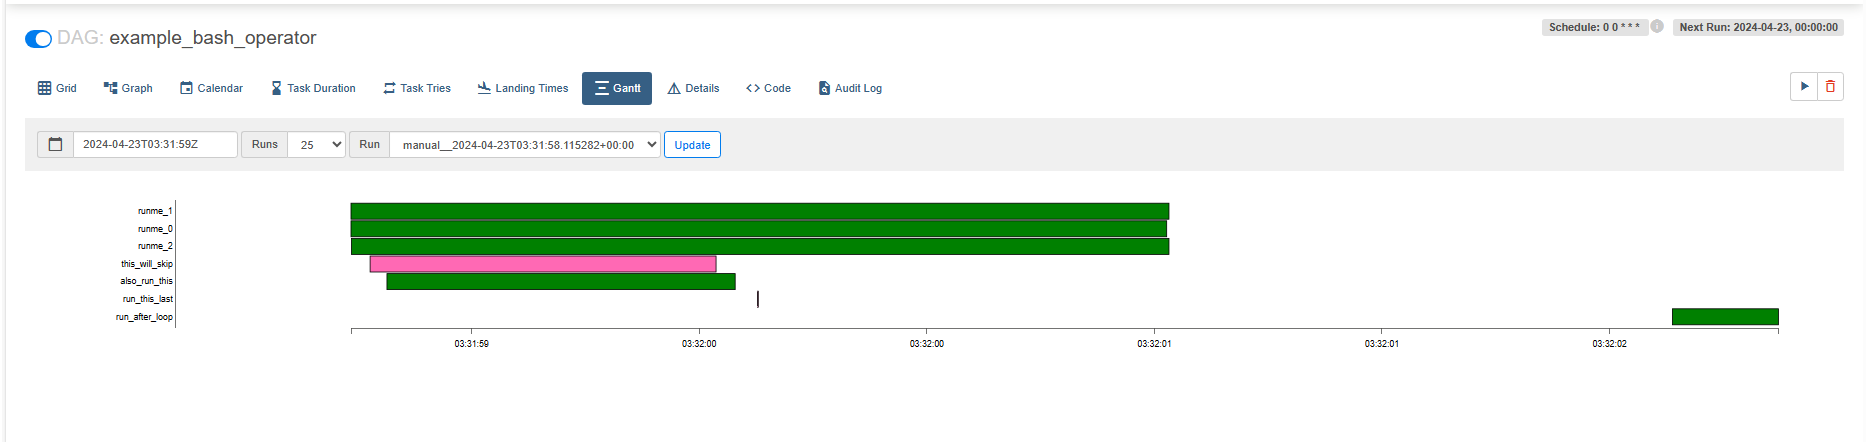 DAG: example_bash_operator
Schedule: 0 0 * * *
Next Run: 2024-04-23, 00:00:00
Grid Graph Calendar Task Duration Task Tries Landing Times Gantt Details Code Audit Log
2024-04-23T03:31:59Z Runs 25 Run manual__2024-04-23T03:31:58.115282+00:00 Update
runme_1
runme_0
runme_2
this_will_skip
also_run_this
run_this_last
run_after_loop
03:31:59 03:32:00 03:32:00 03:32:01 03:32:01 03:32:02